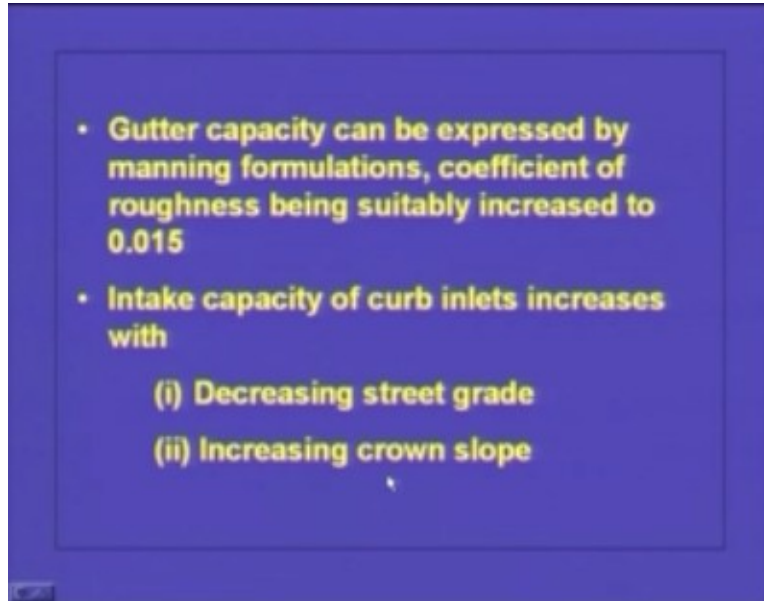 • Gutter capacity can be expressed by
manning formulations, coefficient of
roughness being suitably increased to
0.015
• Intake capacity of curb inlets increases
with
(i) Decreasing street grade
(ii) Increasing crown slope